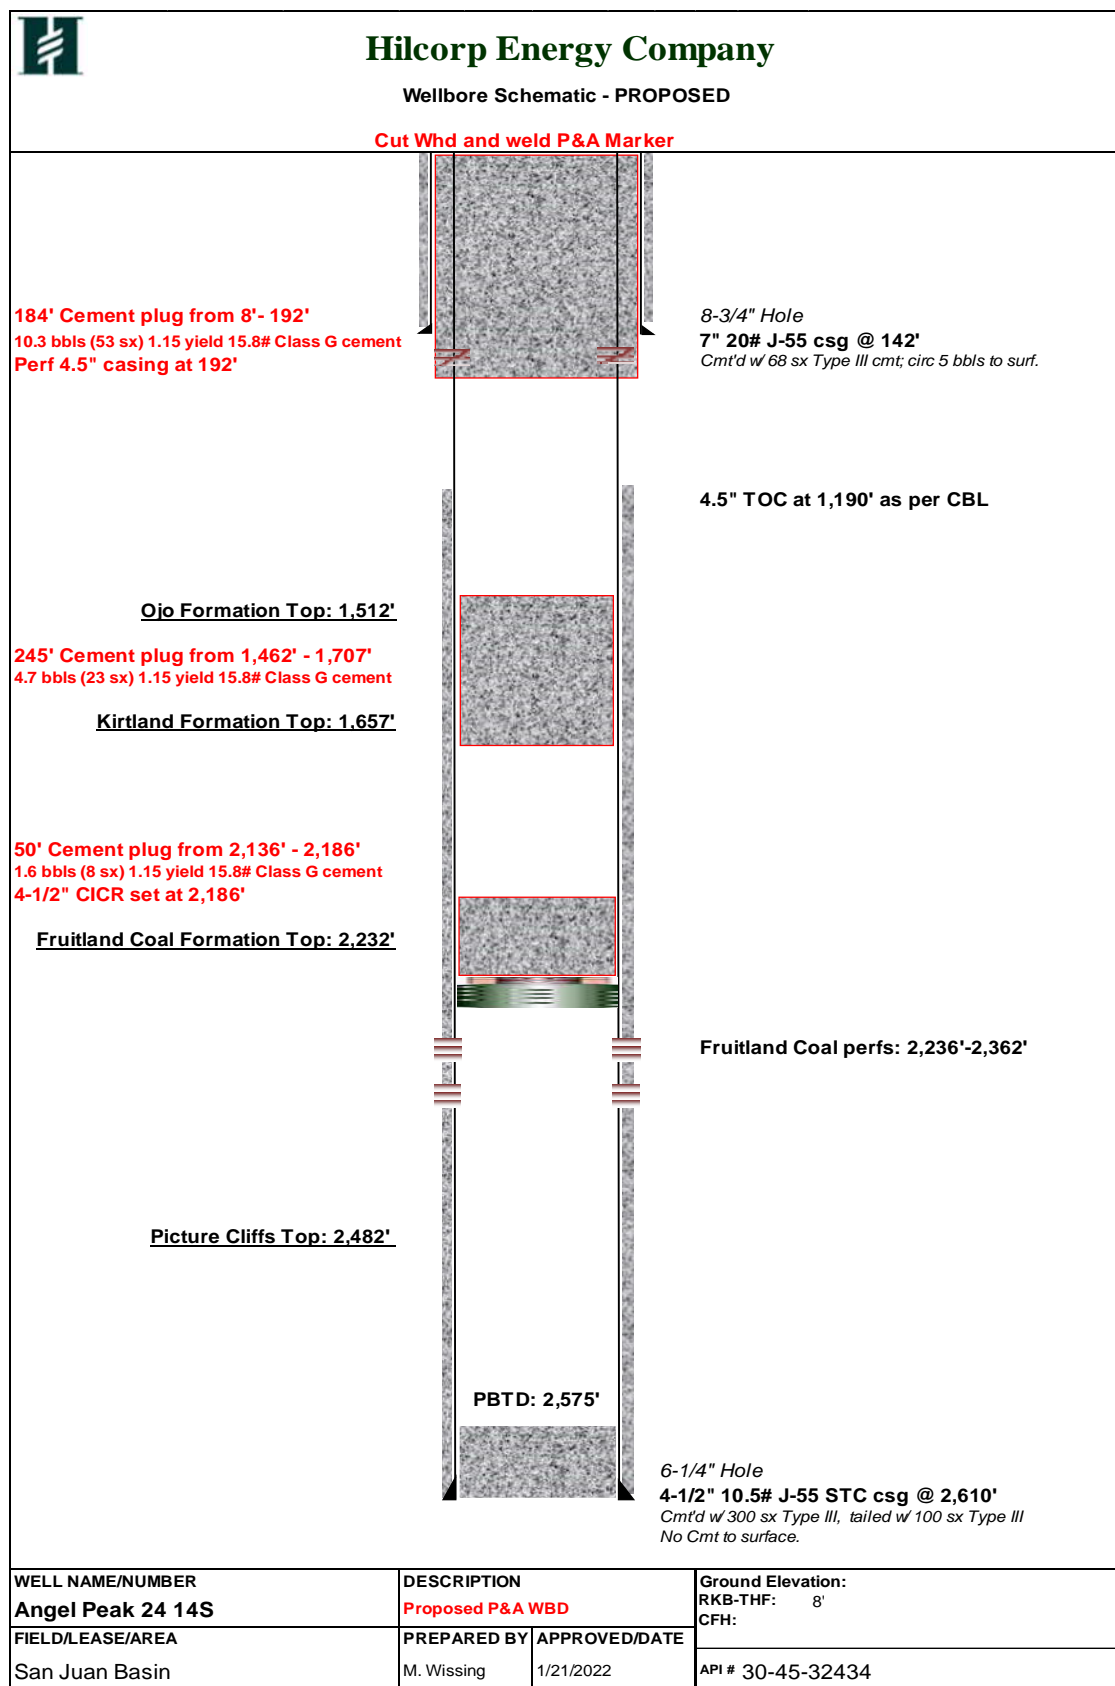 Hilcorp Energy Company
Wellbore Schematic - PROPOSED
Cut Whd and weld P&A Marker
184' Cement plug from 8'- 192'
10.3 bbls (53 sx) 1.15 yield 15.8# Class G cement
Perf 4.5" casing at 192'
8-3/4" Hole
7" 20# J-55 csg @ 142'
Cmt'd w/ 68 sx Type III cmt; circ 5 bbls to surf.
4.5" TOC at 1,190' as per CBL
Ojo Formation Top: 1,512'
245' Cement plug from 1,462' - 1,707'
4.7 bbls (23 sx) 1.15 yield 15.8# Class G cement
Kirtland Formation Top: 1,657'
50' Cement plug from 2,136' - 2,186'
1.6 bbls (8 sx) 1.15 yield 15.8# Class G cement
4-1/2" CICR set at 2,186'
Fruitland Coal Formation Top: 2,232'
Fruitland Coal perfs: 2,236'-2,362'
Picture Cliffs Top: 2,482'
PBTD: 2,575'
6-1/4" Hole
4-1/2" 10.5# J-55 STC csg @ 2,610'
Cmt'd w/ 300 sx Type III, tailed w/ 100 sx Type III
No Cmt to surface.
WELL NAME/NUMBER
Angel Peak 24 14S
DESCRIPTION
Proposed P&A WBD
Ground Elevation:
RKB-THF: 8'
CFH:
FIELD/LEASE/AREA
San Juan Basin
PREPARED BY
M. Wissing
APPROVED/DATE
1/21/2022
API # 30-45-32434